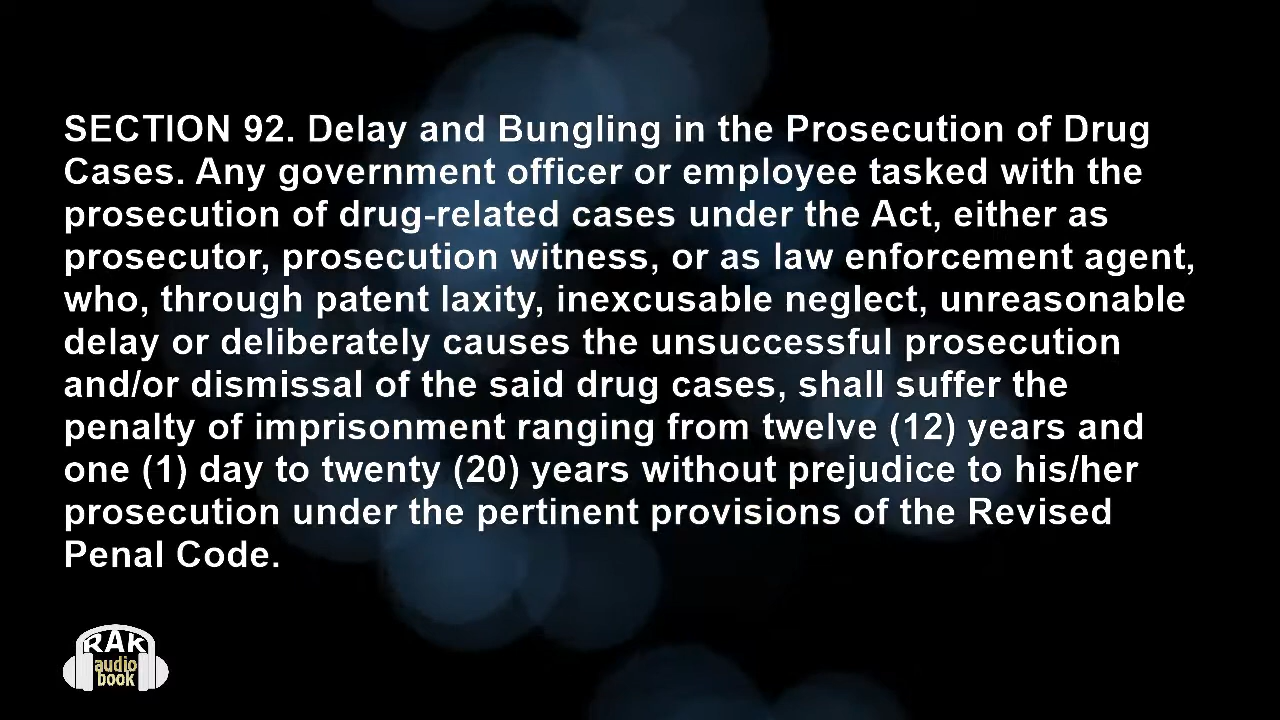 SECTION 92. Delay and Bungling in the Prosecution of Drug
Cases. Any government officer or employee tasked with the
prosecution of drug-related cases under the Act, either as
prosecutor, prosecution witness, or as law enforcement agent,
who, through patent laxity, inexcusable neglect, unreasonable
delay or deliberately causes the unsuccessful prosecution
and/or dismissal of the said drug cases, shall suffer the
penalty of imprisonment ranging from twelve (12) years and
one (1) day to twenty (20) years without prejudice to his/her
prosecution under the pertinent provisions of the Revised
Penal Code.
RAK
audio
book